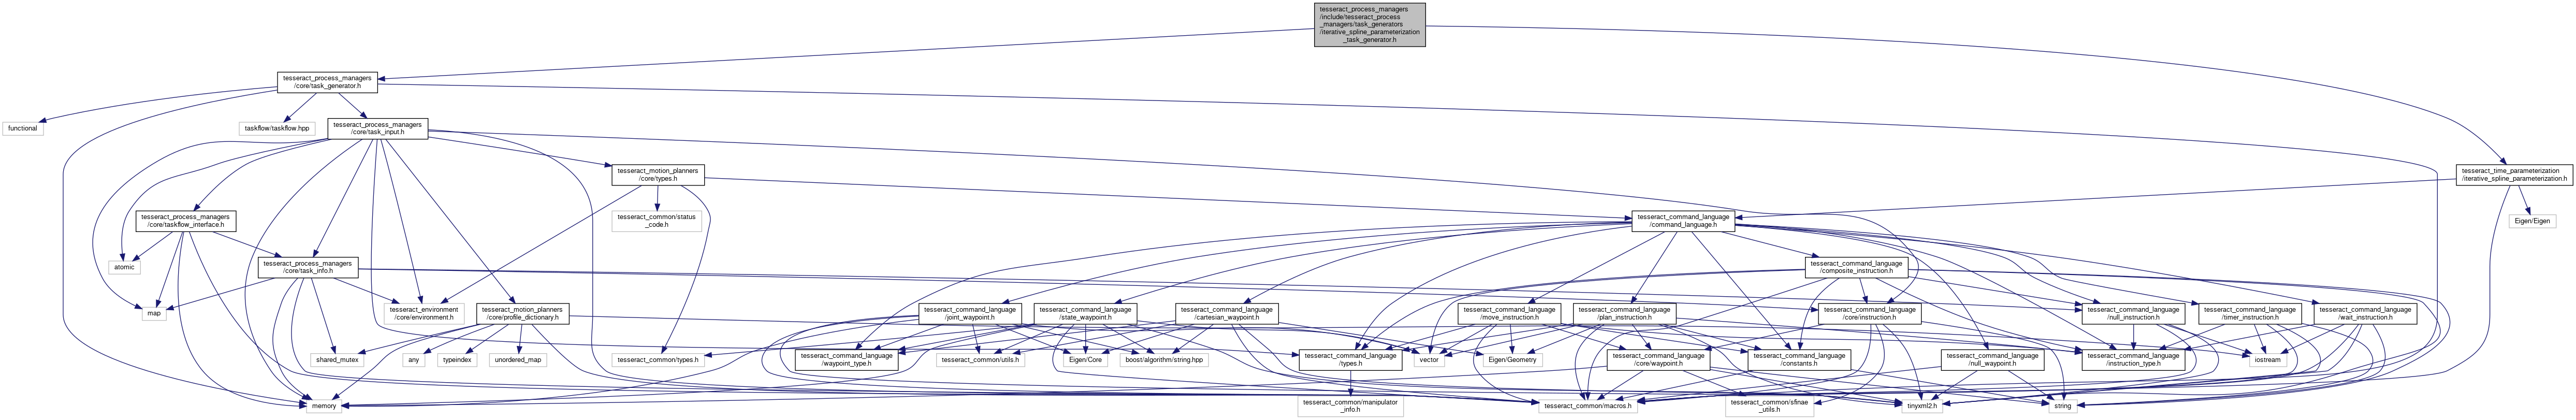 tesseract_process_managers
/include/tesseract_process
_managers/task_generators
/iterative_spline_parameterization
_task_generator.h
tesseract_process_managers
/core/task_generator.h
functional
taskflow/taskflow.hpp
tesseract_process_managers
/core/task_input.h
tesseract_motion_planners
/core/types.h
tesseract_time_parameterization
/iterative_spline_parameterization.h
tesseract_process_managers
/core/taskflow_interface.h
tesseract_common/status
_code.h
tesseract_command_language
/command_language.h
Eigen/Eigen
atomic
tesseract_process_managers
/core/task_info.h
tesseract_command_language
/composite_instruction.h
map
tesseract_environment
/core/environment.h
tesseract_motion_planners
/core/profile_dictionary.h
tesseract_command_language
/joint_waypoint.h
tesseract_command_language
/state_waypoint.h
tesseract_command_language
/cartesian_waypoint.h
tesseract_command_language
/move_instruction.h
tesseract_command_language
/plan_instruction.h
tesseract_command_language
/core/instruction.h
tesseract_command_language
/null_instruction.h
tesseract_command_language
/timer_instruction.h
tesseract_command_language
/wait_instruction.h
shared_mutex
any
typeindex
unordered_map
tesseract_common/types.h
tesseract_command_language
/waypoint_type.h
tesseract_common/utils.h
Eigen/Core
boost/algorithm/string.hpp
tesseract_command_language
/types.h
vector
Eigen/Geometry
tesseract_command_language
/core/waypoint.h
tesseract_command_language
/constants.h
tesseract_command_language
/null_waypoint.h
tesseract_command_language
/instruction_type.h
iostream
memory
tesseract_common/manipulator
_info.h
tesseract_common/macros.h
tesseract_common/sfinae
_utils.h
tinyxml2.h
string